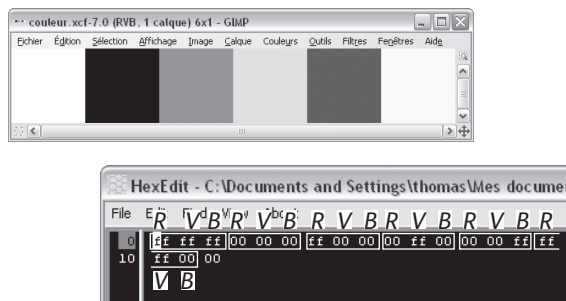 couleur.xcf-7.0 (RVB, 1 calque) 6x1 - GIMP
Fichier Édition Sélection Affichage Image Calque Couleurs Outils Filtres Fenêtres Aide
HexEdit - C:\Documents and Settings\thomas\Mes docume
File
R V B R V B R V B R V B R V B R
0 ff ff ff 00 00 00 ff 00 00 00 ff 00 00 00 ff ff
10 ff 00 00
V B